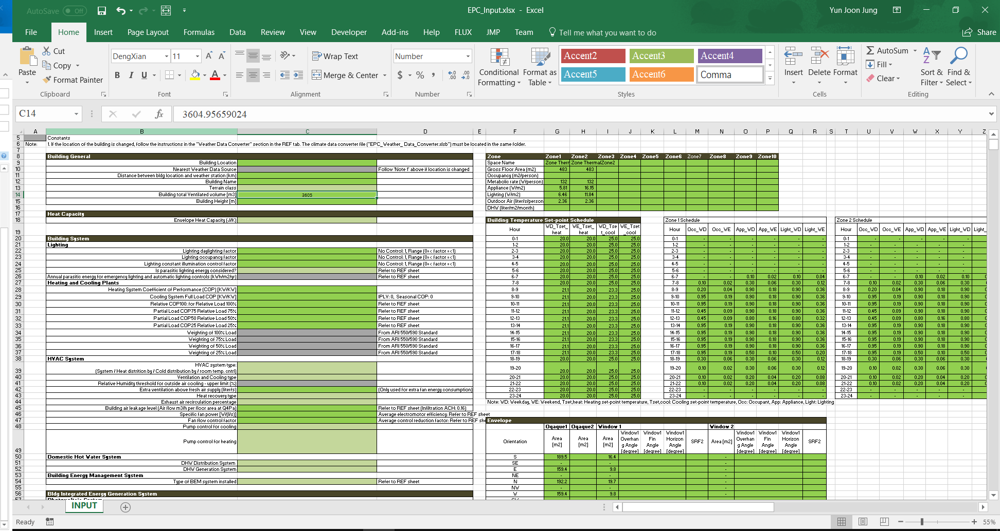 AutoSave Off
EPC_Input.xlsx - Excel
Yun Joon Jung
File Home Insert Page Layout Formulas Data Review View Developer Add-ins Help FLUX JMP Team Tell me what you want to do
Share
Paste
Cut
Copy
Format Painter
Clipboard
DengXian 11
B I U
Font
Wrap Text
Merge & Center
Alignment
Number
$ % ,
Number
Conditional Formatting
Format as Table
Accent2 Accent3 Accent4
Accent5 Accent6 Comma
Styles
Insert Delete Format
Cells
AutoSum
Fill
Clear
Sort & Filter
Find & Select
Editing
C14
fx 3604.95659024
A B C D E F G H I J K L M N O P Q R S T U V W X Y Z
5 Constants
6 Note: 1. If the location of the building is changed, follow the instructions in the "Weather Data Converter" section in the REF tab. The climate data converter file ("EPC_Weather_ Data_Converter.xlsb") must be located in the same folder.
7
8 Building General
9 Building Location
10 Nearest Weather Data Source Follow 'Note 1' above if location is changed
11 Distance between bldg location and weather station (km)
12 Building Name
13 Terrain class
14 Building total Ventilated volume [m3] 3605
15 Building Height [m]
16
17 Heat Capacity
18 Envelope Heat Capacity (J/K)
19
20 Building System
21 Lighting
22 Lighting daylighting factor No Control: 1, Range (0=< factor =<1)
23 Lighting occupancy factor No Control: 1, Range (0=< factor =<1)
24 Lighting constant illumination control factor No Control: 1, Range (0=< factor =<1)
25 Is parasitic lighting energy considered? Refer to REF sheet
26 Annual parasitic energy for emergency lighting and automatic lighting controls (kWh/m2/yr) Refer to REF sheet
27 Heating and Cooling Plants
28 Heating System Coefficient of Performance (COP) [KW/KW]
29 Cooling System Full Load COP [KW/KW] IPLV: 0, Seasonal COP: 0
30 Relative COP100: for Relative Load 100% Refer to REF sheet
31 Partial Load COP75 Relative Load 75% Refer to REF sheet
32 Partial Load COP50 Relative Load 50% Refer to REF sheet
33 Partial Load COP25 Relative Load 25% Refer to REF sheet
34 Weighting of 100% Load From ARI 550/590 Standard
35 Weighting of 75% Load From ARI 550/590 Standard
36 Weighting of 50% Load From ARI 550/590 Standard
37 Weighting of 25% Load From ARI 550/590 Standard
38 HVAC System
39 HVAC system type:
(System / Heat distrition by / Cold distribution by / room temp. cntrl)
40 Ventilation and Cooling type
41 Relative Humidity threshold for outside air cooling - upper limit (%)
42 Extra ventilation above fresh air supply (liter/s) (Only used for extra fan energy consumption)
43 Heat recovery type
44 Exhaust air recirculation percentage
45 Building air leakage level (Air flow m3/h per floor area at Q4Pa) Refer to REF sheet (Infiltration ACH: 0.16)
46 Specific fan power [W/(l/s)] Average electromotor efficiency: Refer to REF sheet
47 Fan flow control factor Average control reduction factor: Refer to REF she
48 Pump control for cooling
49 Pump control for heating
50 Domestic Hot Water System
51 DHW Distribution System
52 DHW Generation System
53 Building Energy Management System
54 Type of BEM system installed Refer to REF sheet
55
56 Bldg Integrated Energy Generation System
57
Zone Zone1 Zone2 Zone3 Zone4 Zone5 Zone6 Zone7 Zone8 Zone9 Zone10
Space Name Zone Therr Zone ThermalZone2
Gross Floor Area (m2) 483 483
Occupancy (m2/person)
Metabolic rate (W/person) 132 132
Appliance (W/m2) 5.81 16.15
Lighting (W/m2) 6.46 11.84
Outdoor Air (liter/s/person 2.36 2.36
DHW (liter/m2/month)
Building Temperature Set-point Schedule
Hour WD_Tset_heat WE_Tset_heat WD_Tset_cool WE_Tset_cool
0-1 20.0 20.0 25.0 25.0
1-2 20.0 20.0 25.0 25.0
2-3 20.0 20.0 25.0 25.0
3-4 20.0 20.0 25.0 25.0
4-5 20.0 20.0 25.0 25.0
5-6 20.0 20.0 25.0 25.0
6-7 20.0 20.0 25.0 25.0
7-8 20.0 20.0 25.0 25.0
8-9 21.1 20.0 23.3 25.0
9-10 21.1 20.0 23.3 25.0
10-11 21.1 20.0 23.3 25.0
11-12 21.1 20.0 23.3 25.0
12-13 21.1 20.0 23.3 25.0
13-14 21.1 20.0 23.3 25.0
14-15 21.1 20.0 23.3 25.0
15-16 21.1 20.0 23.3 25.0
16-17 21.1 20.0 23.3 25.0
17-18 21.1 20.0 23.3 25.0
18-19 20.0 20.0 25.0 25.0
19-20 20.0 20.0 25.0 25.0
20-21 20.0 20.0 25.0 25.0
21-22 20.0 20.0 25.0 25.0
22-23 20.0 20.0 25.0 25.0
23-24 20.0 20.0 25.0 25.0
Zone 1 Schedule
Hour Occ_WD Occ_WE App_WD App_WE Light_WD Light_WE
0-1 - - - - - -
1-2 - - - - - -
2-3 - - - - - -
3-4 - - - - - -
4-5 - - - - - -
5-6 - - - - - -
6-7 - - 0.10 0.02 0.10 0.04
7-8 0.10 0.02 0.30 0.06 0.30 0.12
8-9 0.20 0.04 0.90 0.18 0.90 0.36
9-10 0.95 0.19 0.90 0.18 0.90 0.36
10-11 0.95 0.19 0.90 0.18 0.90 0.36
11-12 0.45 0.09 0.90 0.18 0.90 0.36
12-13 0.45 0.09 0.80 0.16 0.80 0.32
13-14 0.95 0.19 0.90 0.18 0.90 0.36
14-15 0.95 0.19 0.90 0.18 0.90 0.36
15-16 0.95 0.19 0.90 0.18 0.90 0.36
16-17 0.95 0.19 0.90 0.18 0.90 0.36
17-18 0.95 0.19 0.50 0.10 0.50 0.20
18-19 0.30 0.06 0.30 0.06 0.30 0.12
19-20 0.10 0.02 0.30 0.06 0.30 0.12
20-21 0.10 0.02 0.20 0.04 0.20 0.08
21-22 0.10 0.02 0.20 0.04 0.20 0.08
22-23 - - - - - -
23-24 - - - - - -
Zone 2 Schedule
Hour Occ_WD Occ_WE App_WD App_WE Light_WD Light_
0-1 - - - - -
1-2 - - - - -
2-3 - - - - -
3-4 - - - - -
4-5 - - - - -
5-6 - - - - -
6-7 - - 0.10 0.02 0.10
7-8 0.10 0.02 0.30 0.06 0.30
8-9 0.20 0.04 0.90 0.18 0.90
9-10 0.95 0.19 0.90 0.18 0.90
10-11 0.95 0.19 0.90 0.18 0.90
11-12 0.45 0.09 0.90 0.18 0.90
12-13 0.45 0.09 0.80 0.16 0.80
13-14 0.95 0.19 0.90 0.18 0.90
14-15 0.95 0.19 0.90 0.18 0.90
15-16 0.95 0.19 0.90 0.18 0.90
16-17 0.95 0.19 0.90 0.18 0.90
17-18 0.95 0.19 0.50 0.10 0.50
18-19 0.30 0.06 0.30 0.06 0.30
19-20 0.10 0.02 0.30 0.06 0.30
20-21 0.10 0.02 0.20 0.04 0.20
21-22 0.10 0.02 0.20 0.04 0.20
22-23 - - - - -
23-24 - - - - -
Note: WD: Weekday, WE: Weekend, Tset,heat: Heating set-point temperature, Tset,cool: Cooling set-point temperature, Occ: Occupant, App: Appliance, Light: Lighting
Envelope
Oqaque1 Oqaque2 Window 1 Window 2
Orientation Area [m2] Area [m2] Area [m2] Window1 Overhang Angle [degree] Window1 Fin Angle [degree] Window1 Horizon Angle [degree] SRF2 Area [m2] Window1 Overhang Angle [degree] Window1 Fin Angle [degree] Window1 Horizon Angle [degree] SRF2
S 189.5 16.4 -
SE - - -
E 159.4 9.8 -
NE - - -
N 192.2 19.7 -
NW - - -
W 159.4 9.8 -
INPUT
Ready
55%